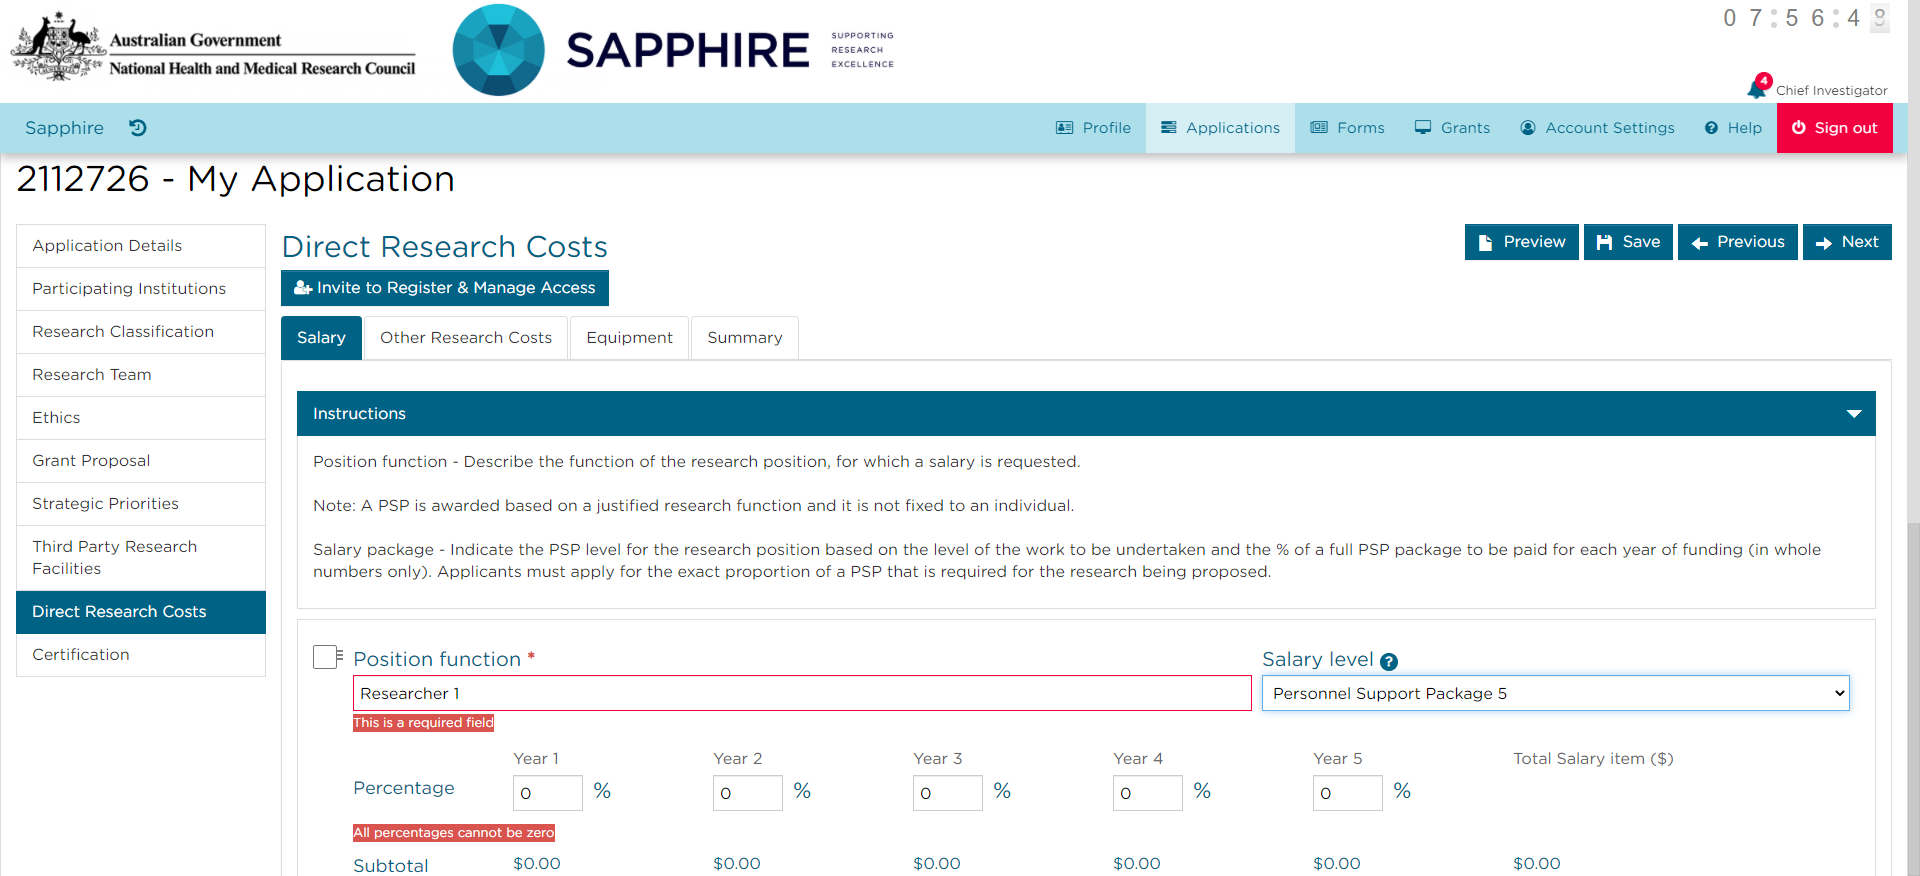 Australian Government
National Health and Medical Research Council
SAPPHIRE
SUPPORTING
RESEARCH
EXCELLENCE
07:56:48
4
Chief Investigator
Sapphire
Profile
Applications
Forms
Grants
Account Settings
Help
Sign out
2112726 - My Application
Application Details
Participating Institutions
Research Classification
Research Team
Ethics
Grant Proposal
Strategic Priorities
Third Party Research
Facilities
Direct Research Costs
Certification
Direct Research Costs
Preview
Save
Previous
Next
Invite to Register & Manage Access
Salary
Other Research Costs
Equipment
Summary
Instructions
Position function - Describe the function of the research position, for which a salary is requested.
Note: A PSP is awarded based on a justified research function and it is not fixed to an individual.
Salary package - Indicate the PSP level for the research position based on the level of the work to be undertaken and the % of a full PSP package to be paid for each year of funding (in whole
numbers only). Applicants must apply for the exact proportion of a PSP that is required for the research being proposed.
Position function *
Salary level ?
Researcher 1
Personnel Support Package 5
This is a required field
Year 1 Year 2 Year 3 Year 4 Year 5 Total Salary item ($)
Percentage 0 % 0 % 0 % 0 % 0 %
All percentages cannot be zero
Subtotal $0.00 $0.00 $0.00 $0.00 $0.00 $0.00